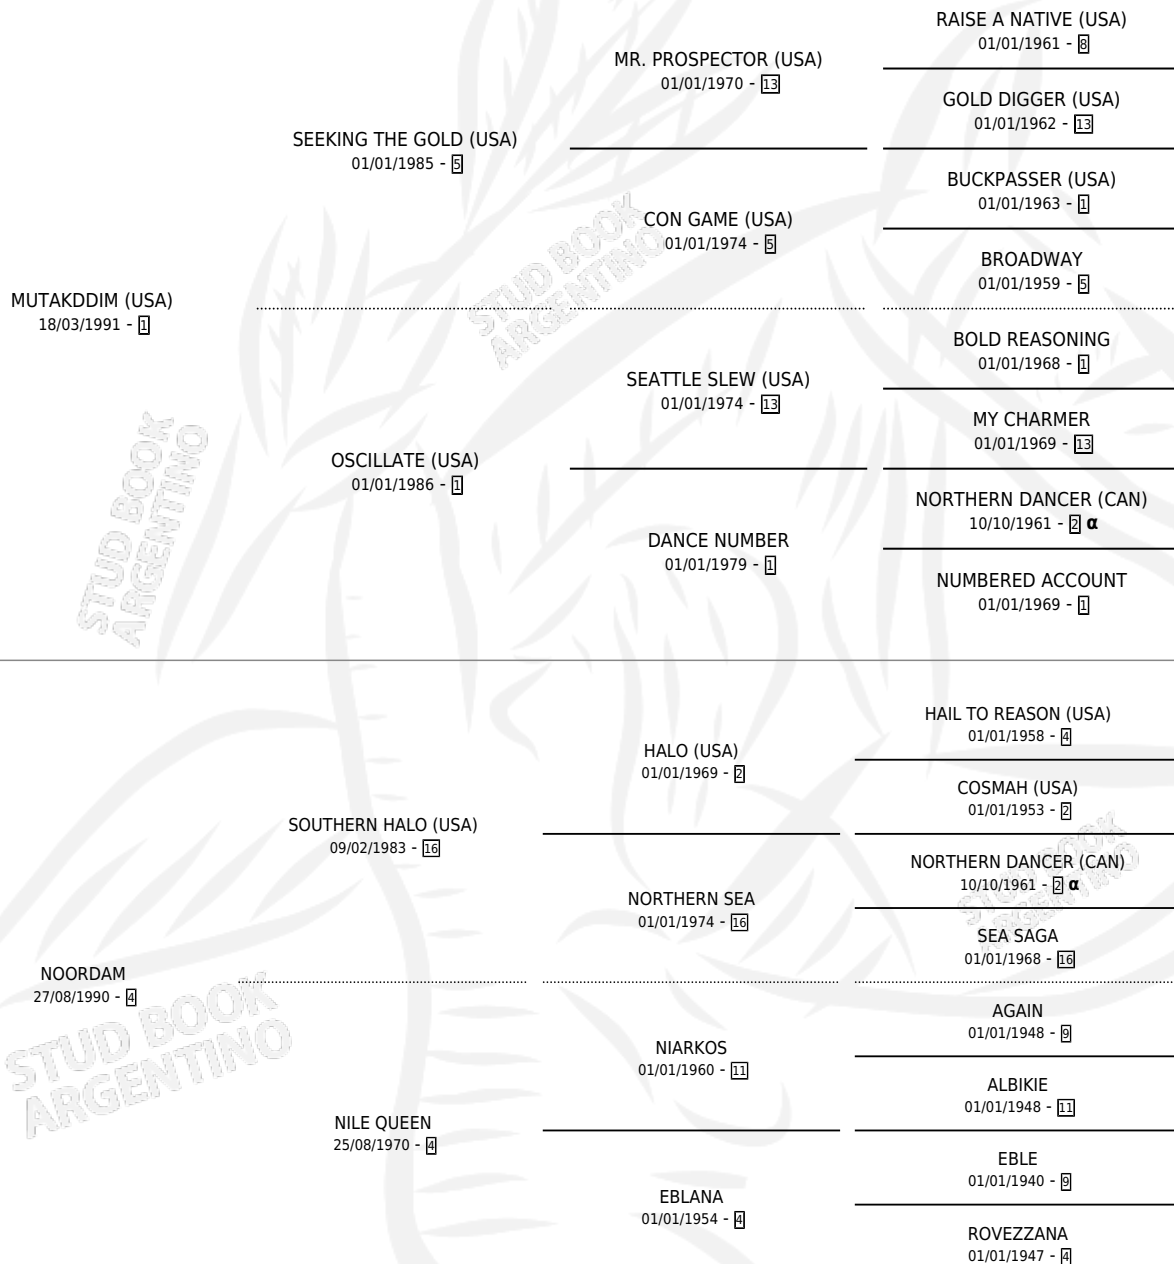 RAISE A NATIVE (USA)
01/01/1961 - 8
MR. PROSPECTOR (USA)
01/01/1970 - 13
GOLD DIGGER (USA)
01/01/1962 - 13
SEEKING THE GOLD (USA)
01/01/1985 - 5
BUCKPASSER (USA)
01/01/1963 - 1
CON GAME (USA)
01/01/1974 - 5
BROADWAY
01/01/1959 - 5
MUTAKDDIM (USA)
18/03/1991 - 1
BOLD REASONING
01/01/1968 - 1
SEATTLE SLEW (USA)
01/01/1974 - 13
MY CHARMER
01/01/1969 - 13
OSCILLATE (USA)
01/01/1986 - 1
NORTHERN DANCER (CAN)
10/10/1961 - 2 α
DANCE NUMBER
01/01/1979 - 1
NUMBERED ACCOUNT
01/01/1969 - 1
HAIL TO REASON (USA)
01/01/1958 - 4
HALO (USA)
01/01/1969 - 2
COSMAH (USA)
01/01/1953 - 2
SOUTHERN HALO (USA)
09/02/1983 - 16
NORTHERN DANCER (CAN)
10/10/1961 - 2 α
NORTHERN SEA
01/01/1974 - 16
SEA SAGA
01/01/1968 - 16
NOORDAM
27/08/1990 - 4
AGAIN
01/01/1948 - 9
NIARKOS
01/01/1960 - 11
ALBIKIE
01/01/1948 - 11
NILE QUEEN
25/08/1970 - 4
EBLE
01/01/1940 - 9
EBLANA
01/01/1954 - 4
ROVEZZANA
01/01/1947 - 4
STUD BOOK
ARGENTINO
STUD BOOK
ARGENTINO
STUD BOOK
ARGENTINO
STUD BOOK
ARGENTINO